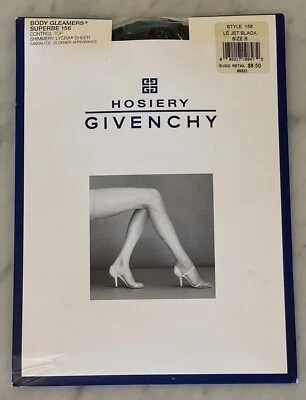 BODY GLEAMERS®
SUPERBE 156
CONTROL TOP
SHIMMERY LYCRA® SHEER
SANDALTOE, NO DENIER APPEARANCE
STYLE 156
LE JET BLACK
SIZE B
SUGG. RETAIL $8.50
HOSIERY
GIVENCHY